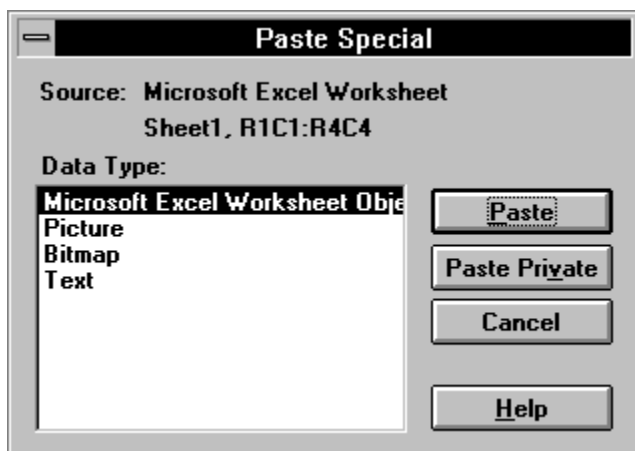 Paste Special
Source: Microsoft Excel Worksheet
Sheet1, R1C1:R4C4
Data Type:
Microsoft Excel Worksheet Obje
Picture
Bitmap
Text
Paste
Paste Private
Cancel
Help